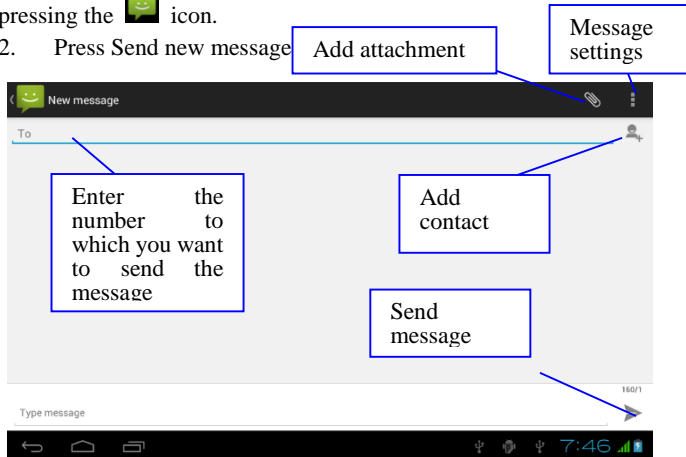 pressing the icon.
2. Press Send new message
Add attachment
Message
settings
New message
To
Enter the
number to
which you want
to send the
message
Add
contact
Send
message
160/1
Type message
7:46